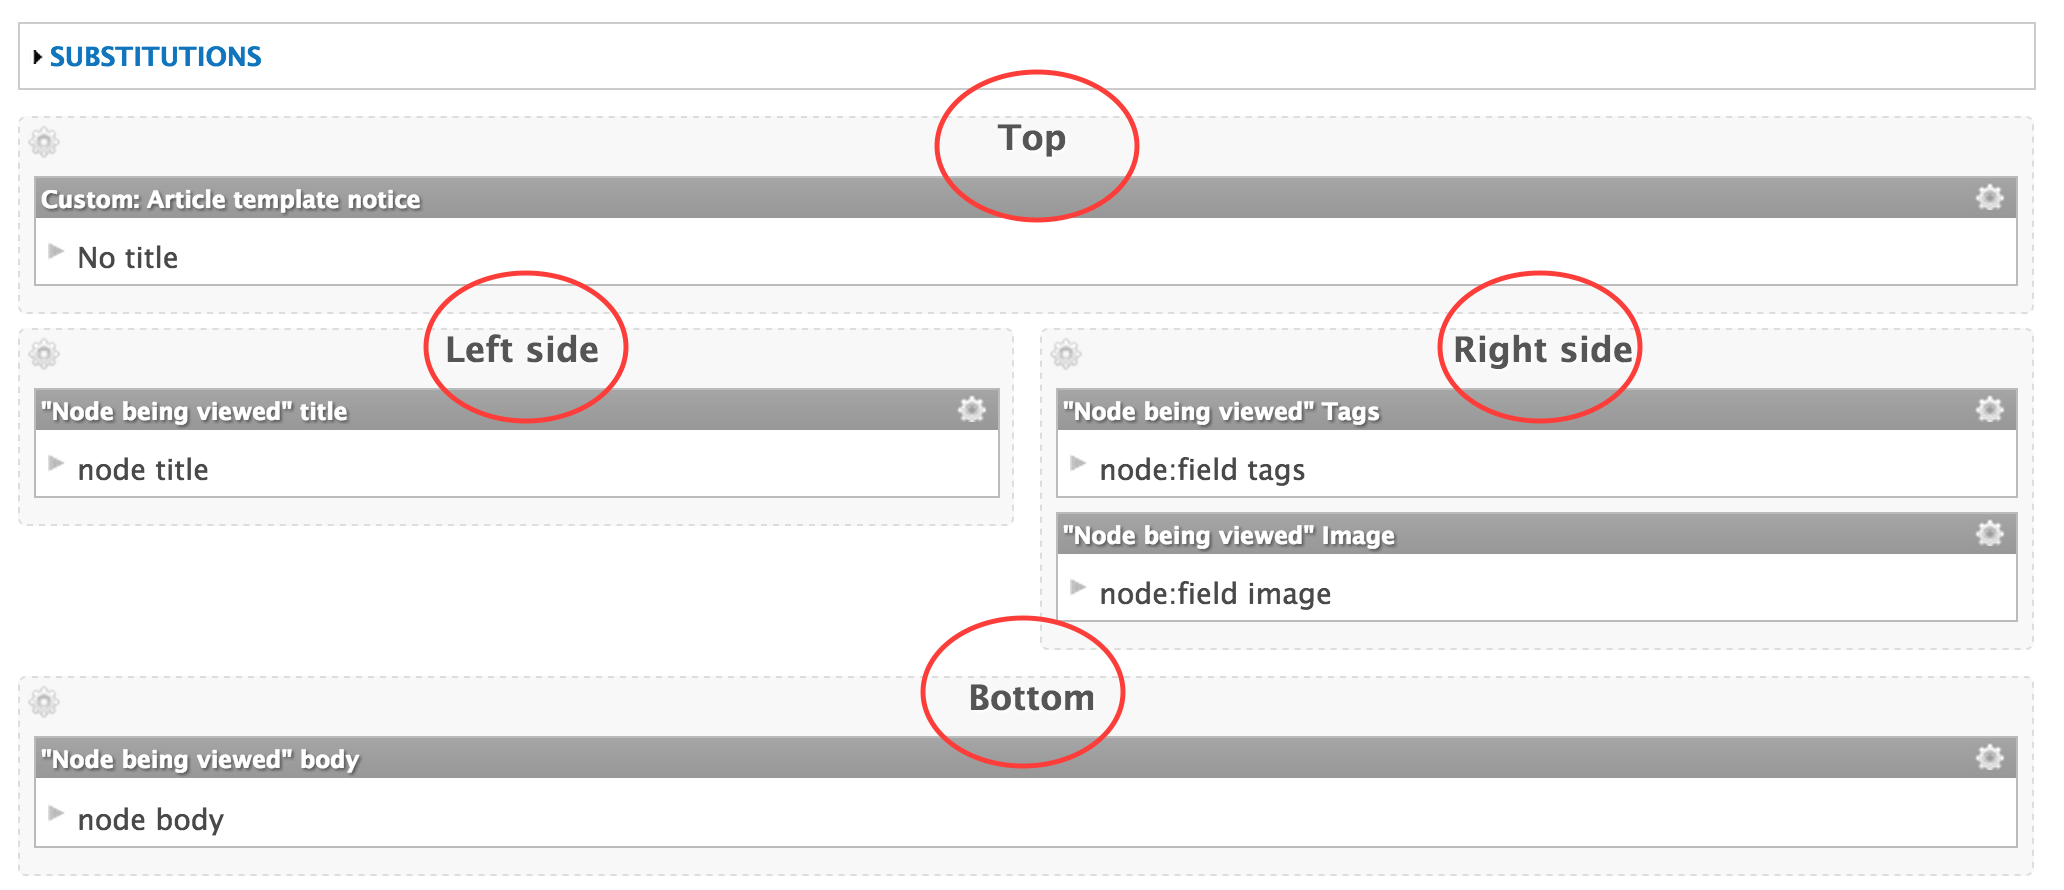 SUBSTITUTIONS
Top
Custom: Article template notice
No title
Left side
"Node being viewed" title
node title
Right side
"Node being viewed" Tags
node:field tags
"Node being viewed" Image
node:field image
Bottom
"Node being viewed" body
node body